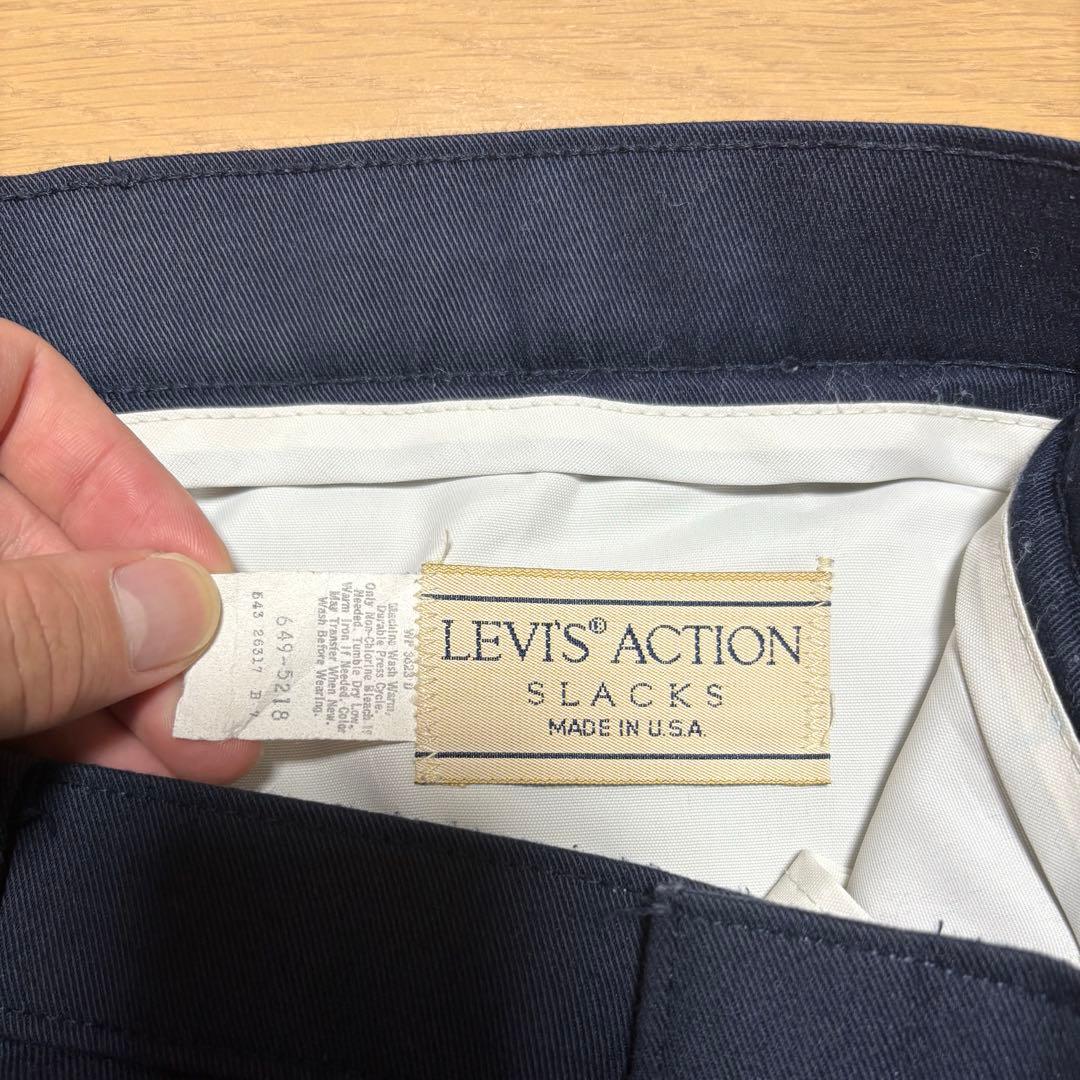 LEVI'S® ACTION
SLACKS
MADE IN U.S.A.
Machine Wash Warm,
Durable Press Cycle.
Only Non-Chlorine Bleach If
Needed. Tumble Dry Low.
Warm Iron If Needed. Color
May Transfer When New.
Wash Before Wearing.
649-5218
543 26317